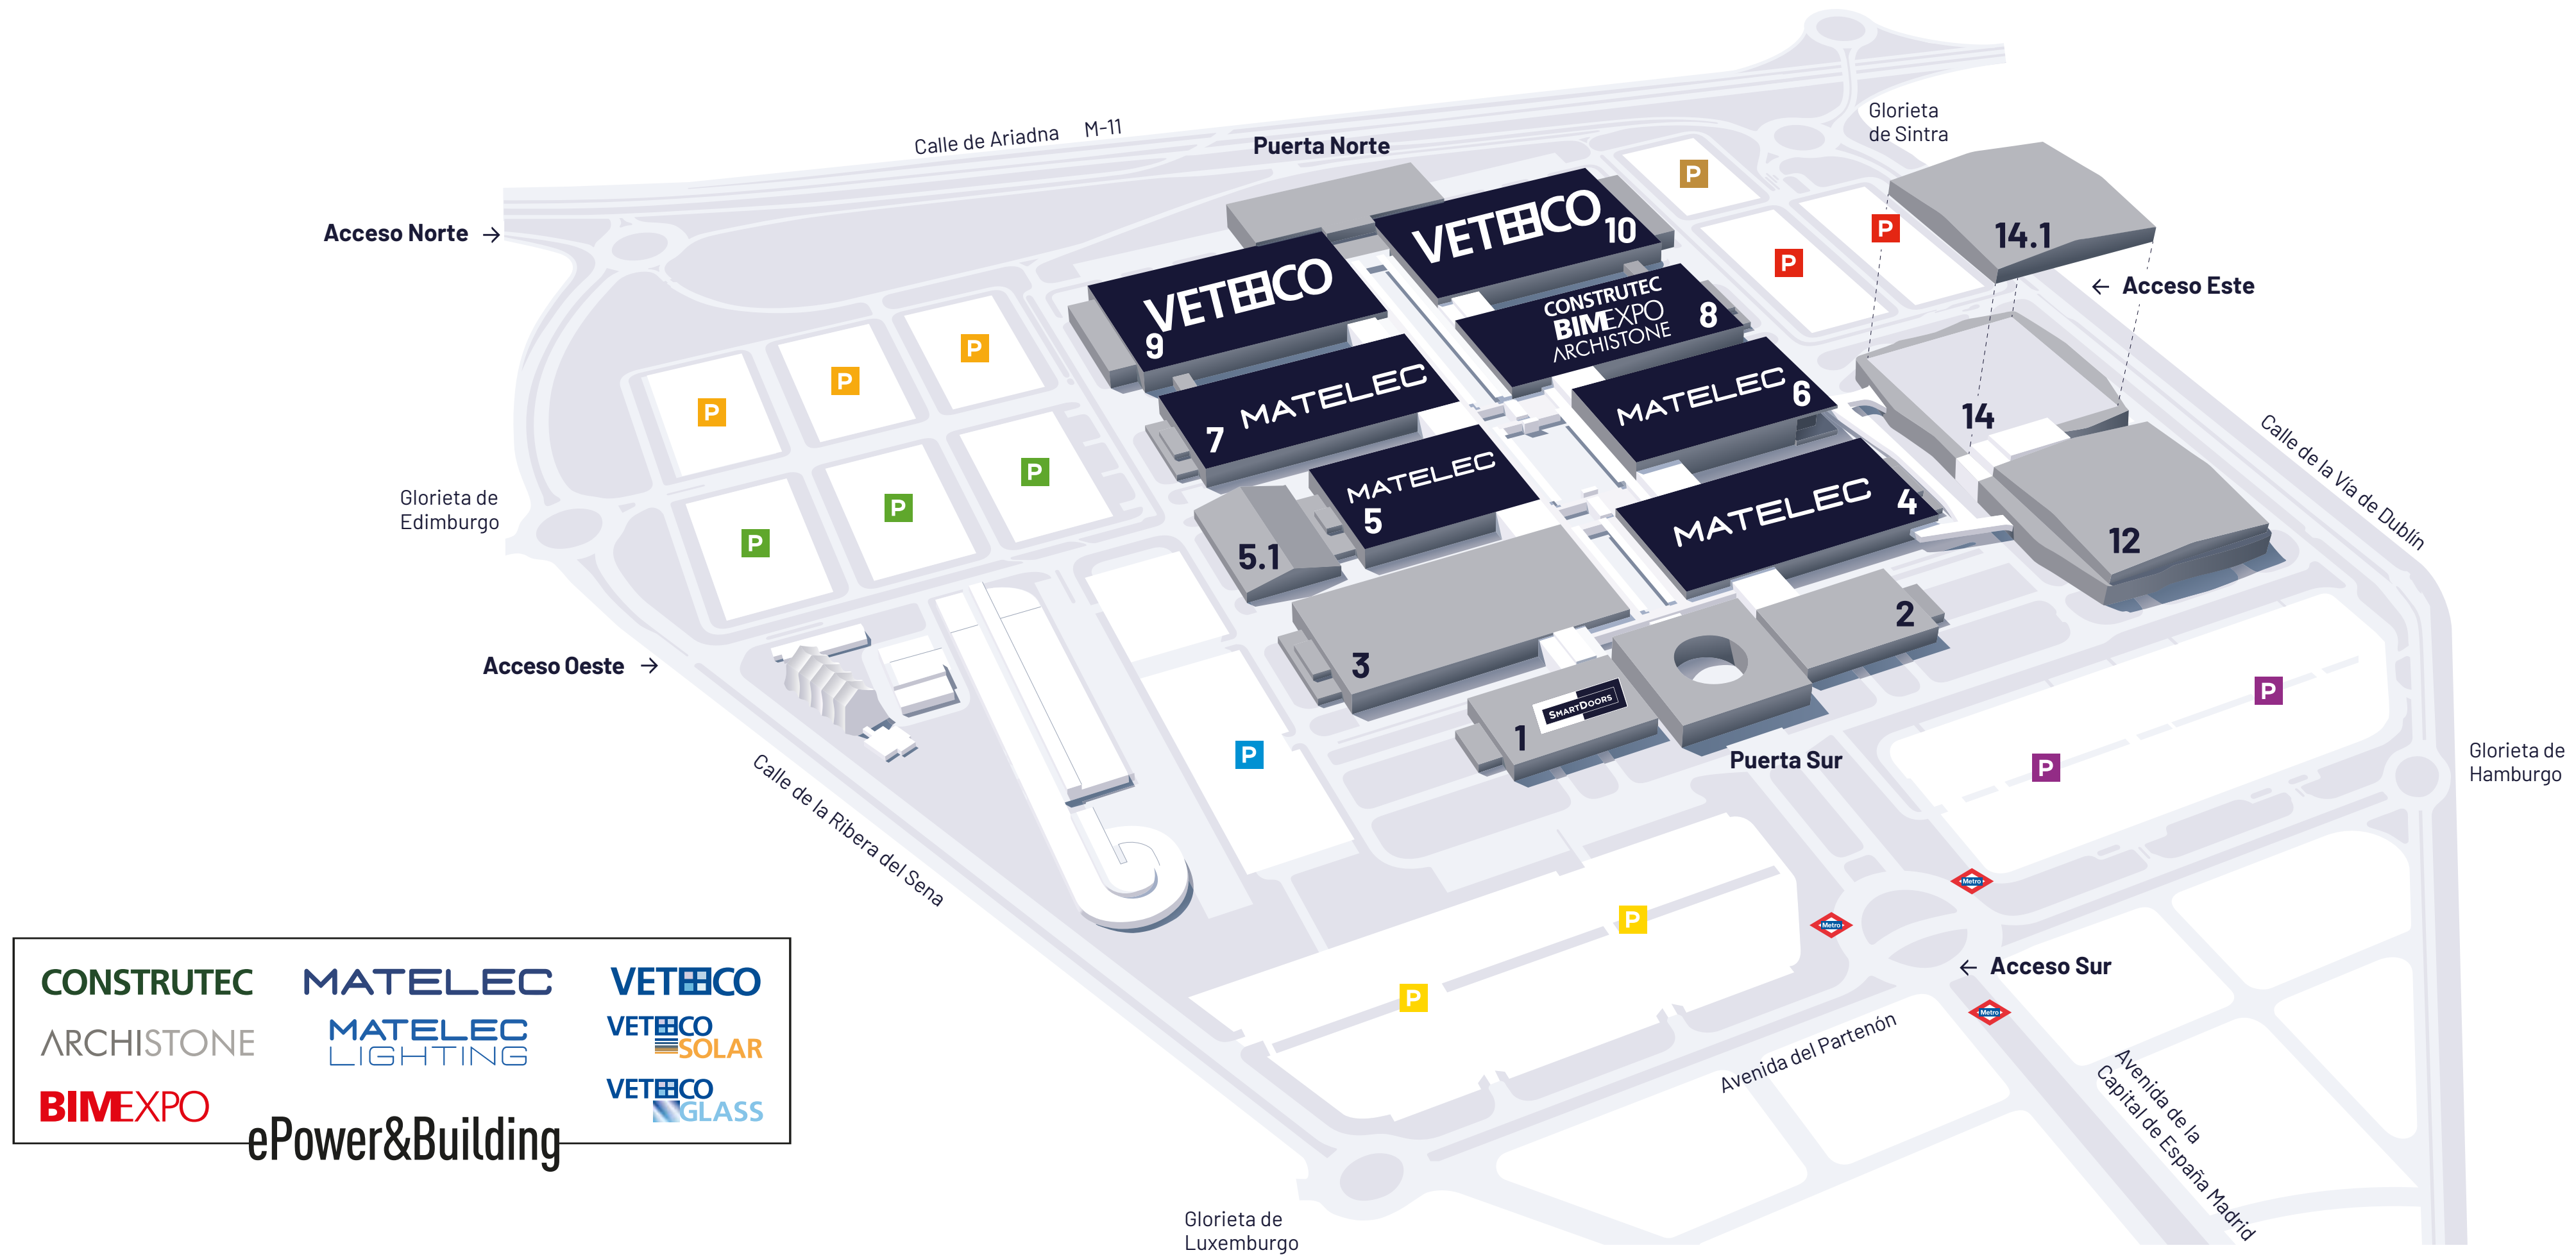 Calle de Ariadna M-11
Puerta Norte
Glorieta
de Sintra
Acceso Norte →
Acceso Este
←
P
P
P
14.1
VETECO
10
VETECO
9
CONSTRUTEC
BIMEXPO
ARCHISTONE
8
P
P
P
MATELEC
7
MATELEC
6
14
Calle de la Vía de Dublín
Glorieta de
Edimburgo
P
P
P
MATELEC
5
MATELEC
4
5.1
12
3
2
Acceso Oeste →
SMARTDOORS
1
P
P
P
Puerta Sur
Glorieta de
Hamburgo
Calle de la Ribera del Sena
Metro
Metro
P
P
← Acceso Sur
Metro
Avenida del Partenón
Avenida de la
Capital de España Madrid
Glorieta de
Luxemburgo
CONSTRUTEC
MATELEC
VETECO
ARCHISTONE
MATELEC
LIGHTING
VETECO
SOLAR
BIMEXPO
VETECO
GLASS
ePower&Building